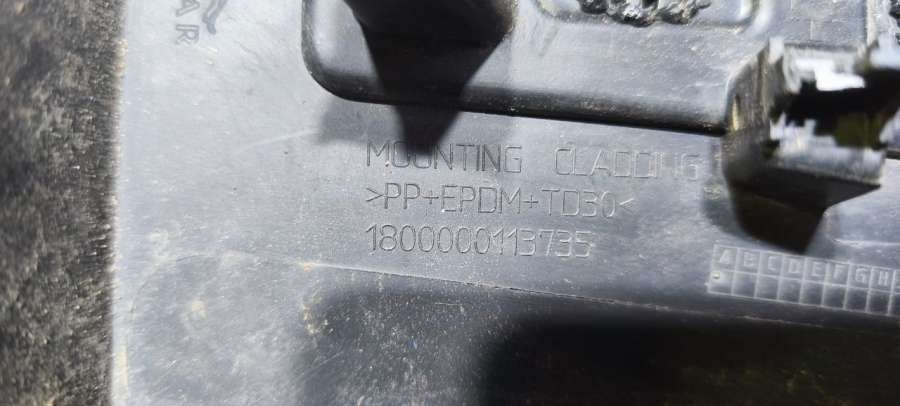 MOUNTING CLADDING
>PP+EPDM+TD30<
1800000113735
A B C D E F G H